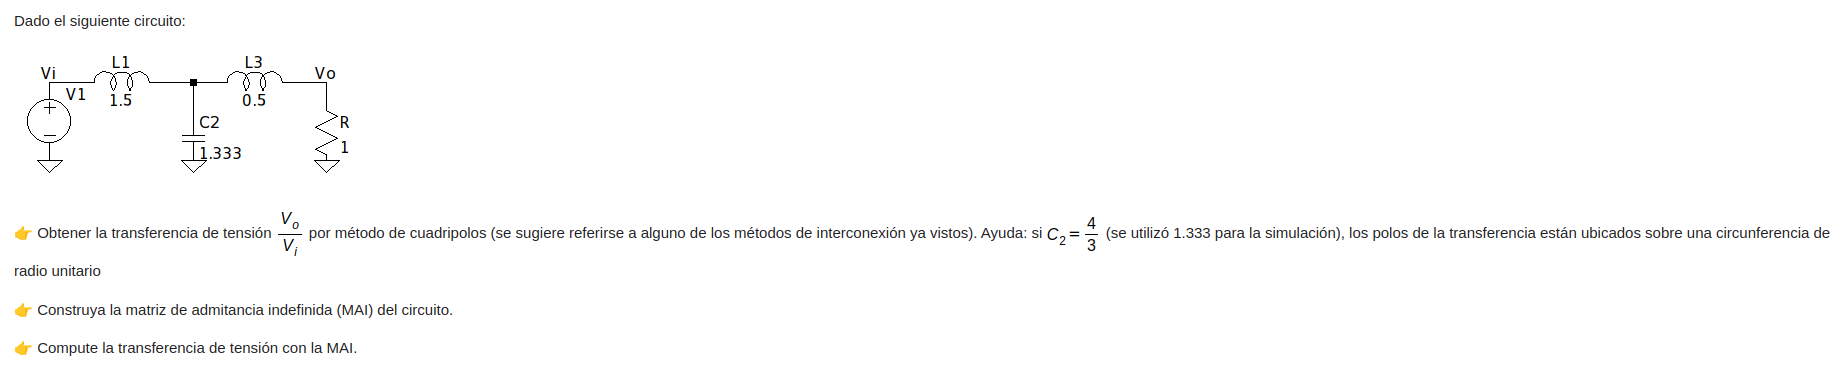 Dado el siguiente circuito:
L1 L3
Vi Vo
V1 1.5 0.5
+
C2 R
−
1.333 1
👉 Obtener la transferencia de tensión V_o/V_i por método de cuadripolos (se sugiere referirse a alguno de los métodos de interconexión ya vistos). Ayuda: si C_2 = 4/3 (se utilizó 1.333 para la simulación), los polos de la transferencia están ubicados sobre una circunferencia de
radio unitario
👉 Construya la matriz de admitancia indefinida (MAI) del circuito.
👉 Compute la transferencia de tensión con la MAI.